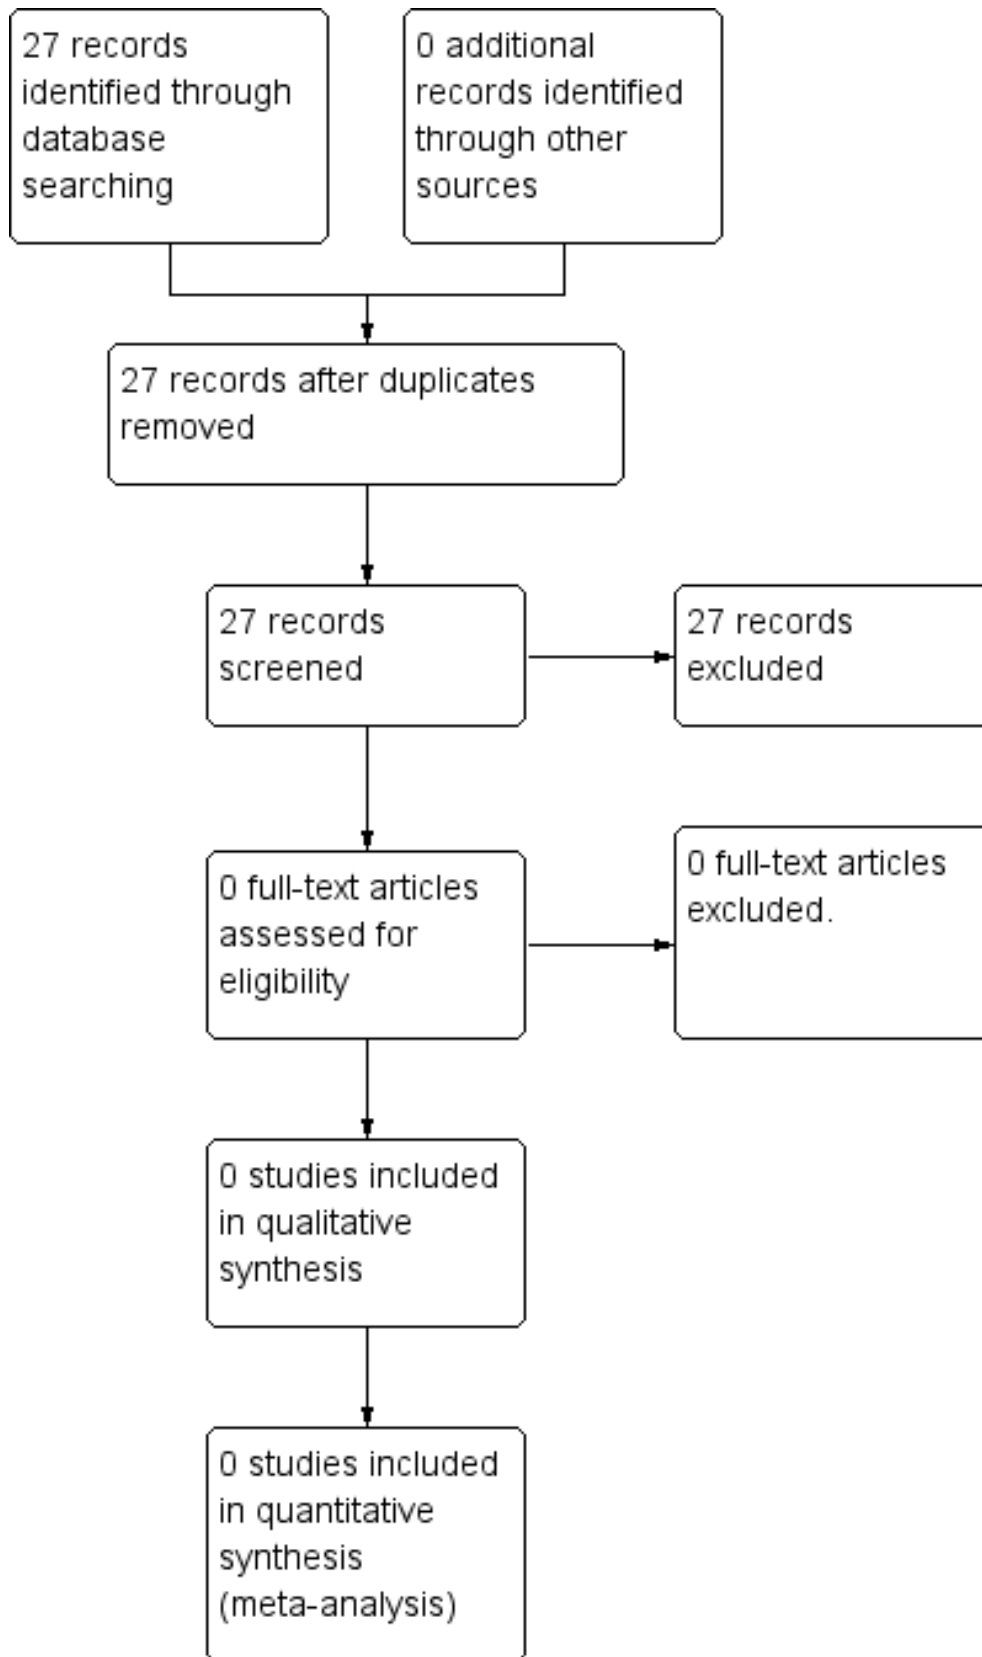 27 records
identified through
database
searching
0 additional
records identified
through other
sources
27 records after duplicates
removed
27 records
screened
27 records
excluded
0 full-text articles
assessed for
eligibility
0 full-text articles
excluded.
0 studies included
in qualitative
synthesis
0 studies included
in quantitative
synthesis
(meta-analysis)